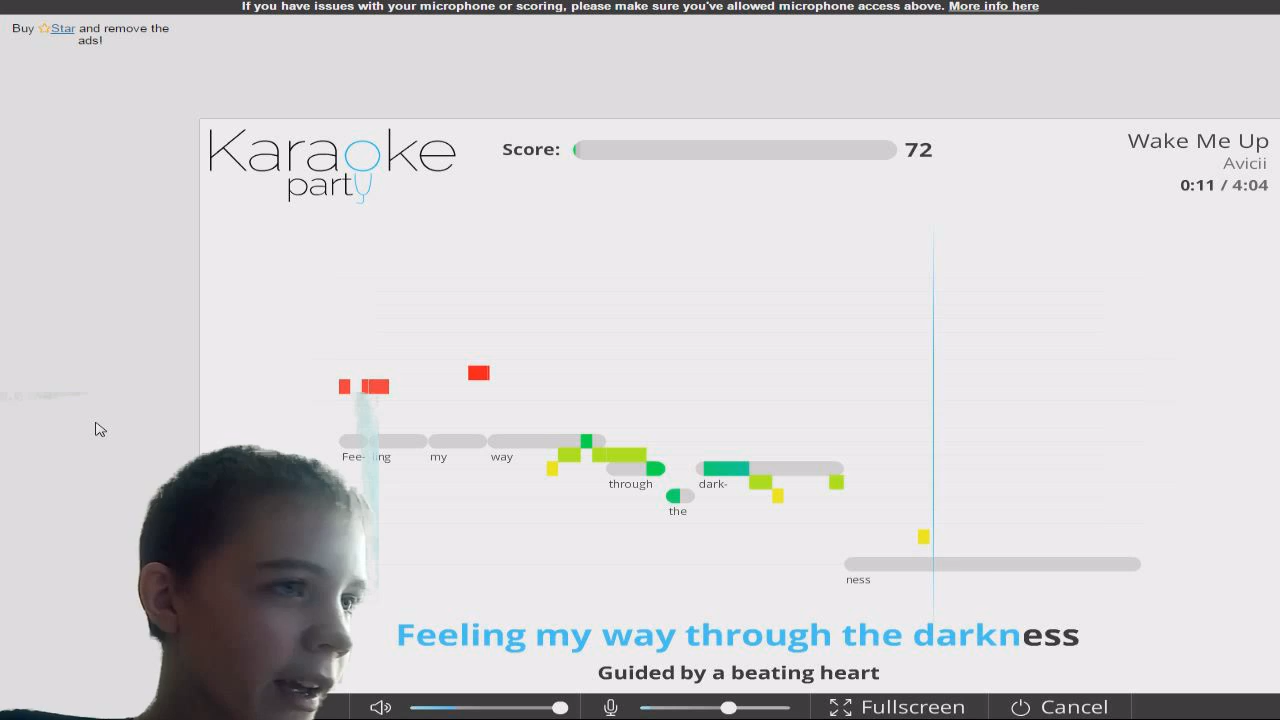 If you have issues with your microphone or scoring, please make sure you've allowed microphone access above. More info here
Buy Star and remove the
ads!
Karaoke
party
Score:
72
Wake Me Up
Avicii
0:11 / 4:04
Fee- ling my way
through dark-
the
ness
Feeling my way through the darkness
Guided by a beating heart
Fullscreen
Cancel